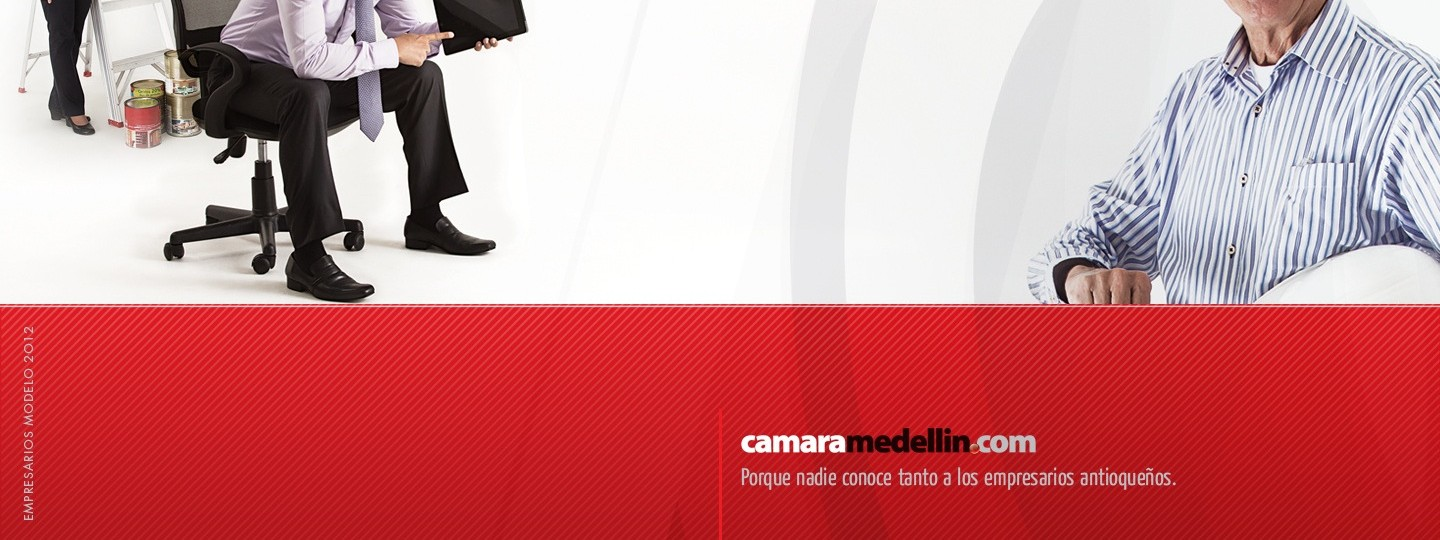 EMPRESARIOS MODELO 2012
camaramedellin.com
Porque nadie conoce tanto a los empresarios antioqueños.